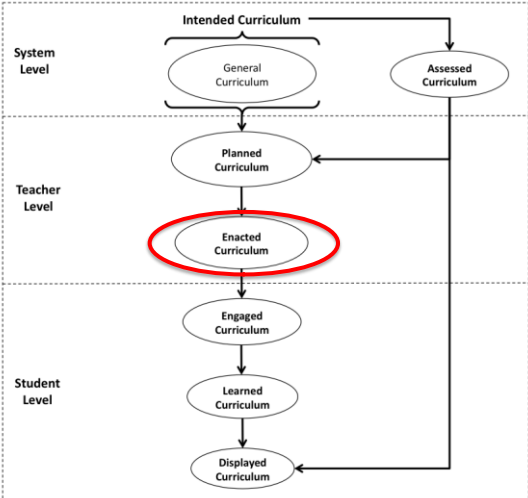 Intended Curriculum
System
Level
General
Curriculum
Assessed
Curriculum
Planned
Curriculum
Teacher
Level
Enacted
Curriculum
Engaged
Curriculum
Student
Level
Learned
Curriculum
Displayed
Curriculum